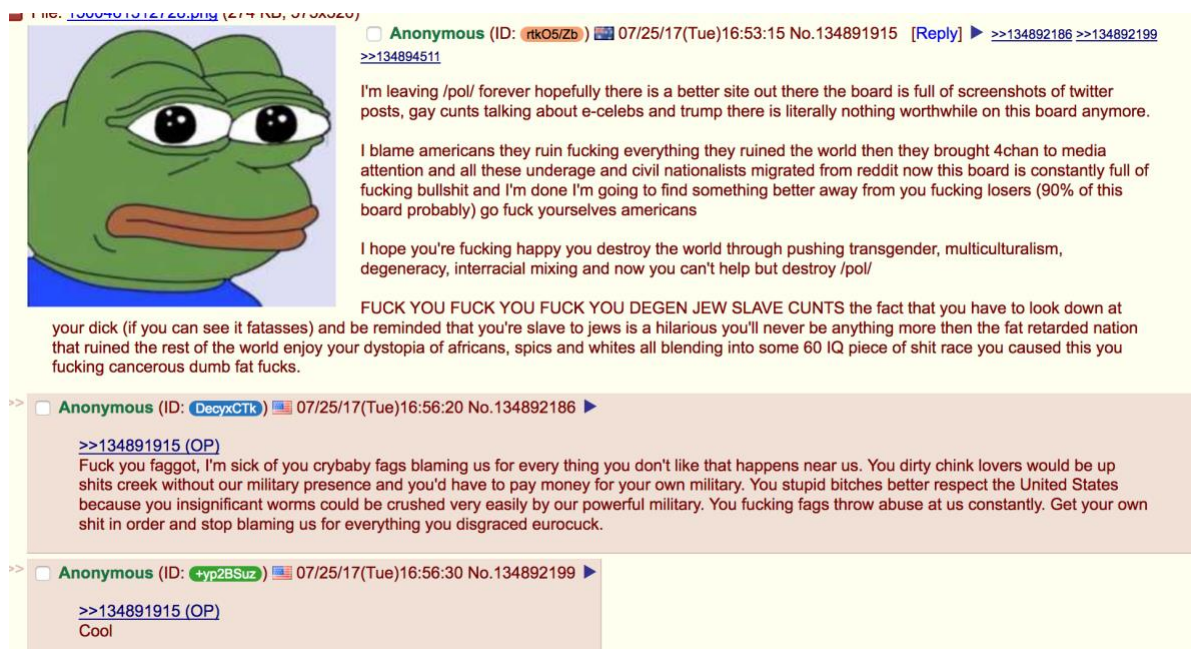 File: (274 KB,
Anonymous (ID: rtkO5/Zb) 07/25/17(Tue)16:53:15 No.134891915 [Reply] ▶ >>134892186 >>134892199
>>134894511
I'm leaving /pol/ forever hopefully there is a better site out there the board is full of screenshots of twitter
posts, gay cunts talking about e-celebs and trump there is literally nothing worthwhile on this board anymore.
I blame americans they ruin fucking everything they ruined the world then they brought 4chan to media
attention and all these underage and civil nationalists migrated from reddit now this board is constantly full of
fucking bullshit and I'm done I'm going to find something better away from you fucking losers (90% of this
board probably) go fuck yourselves americans
I hope you're fucking happy you destroy the world through pushing transgender, multiculturalism,
degeneracy, interracial mixing and now you can't help but destroy /pol/
FUCK YOU FUCK YOU FUCK YOU DEGEN JEW SLAVE CUNTS the fact that you have to look down at
your dick (if you can see it fatasses) and be reminded that you're slave to jews is a hilarious you'll never be anything more then the fat retarded nation
that ruined the rest of the world enjoy your dystopia of africans, spics and whites all blending into some 60 IQ piece of shit race you caused this you
fucking cancerous dumb fat fucks.
>> Anonymous (ID: DecyxCTk) 07/25/17(Tue)16:56:20 No.134892186 ▶
>>134891915 (OP)
Fuck you faggot, I'm sick of you crybaby fags blaming us for every thing you don't like that happens near us. You dirty chink lovers would be up
shits creek without our military presence and you'd have to pay money for your own military. You stupid bitches better respect the United States
because you insignificant worms could be crushed very easily by our powerful military. You fucking fags throw abuse at us constantly. Get your own
shit in order and stop blaming us for everything you disgraced eurocuck.
>> Anonymous (ID: +yp2BSuz) 07/25/17(Tue)16:56:30 No.134892199 ▶
>>134891915 (OP)
Cool